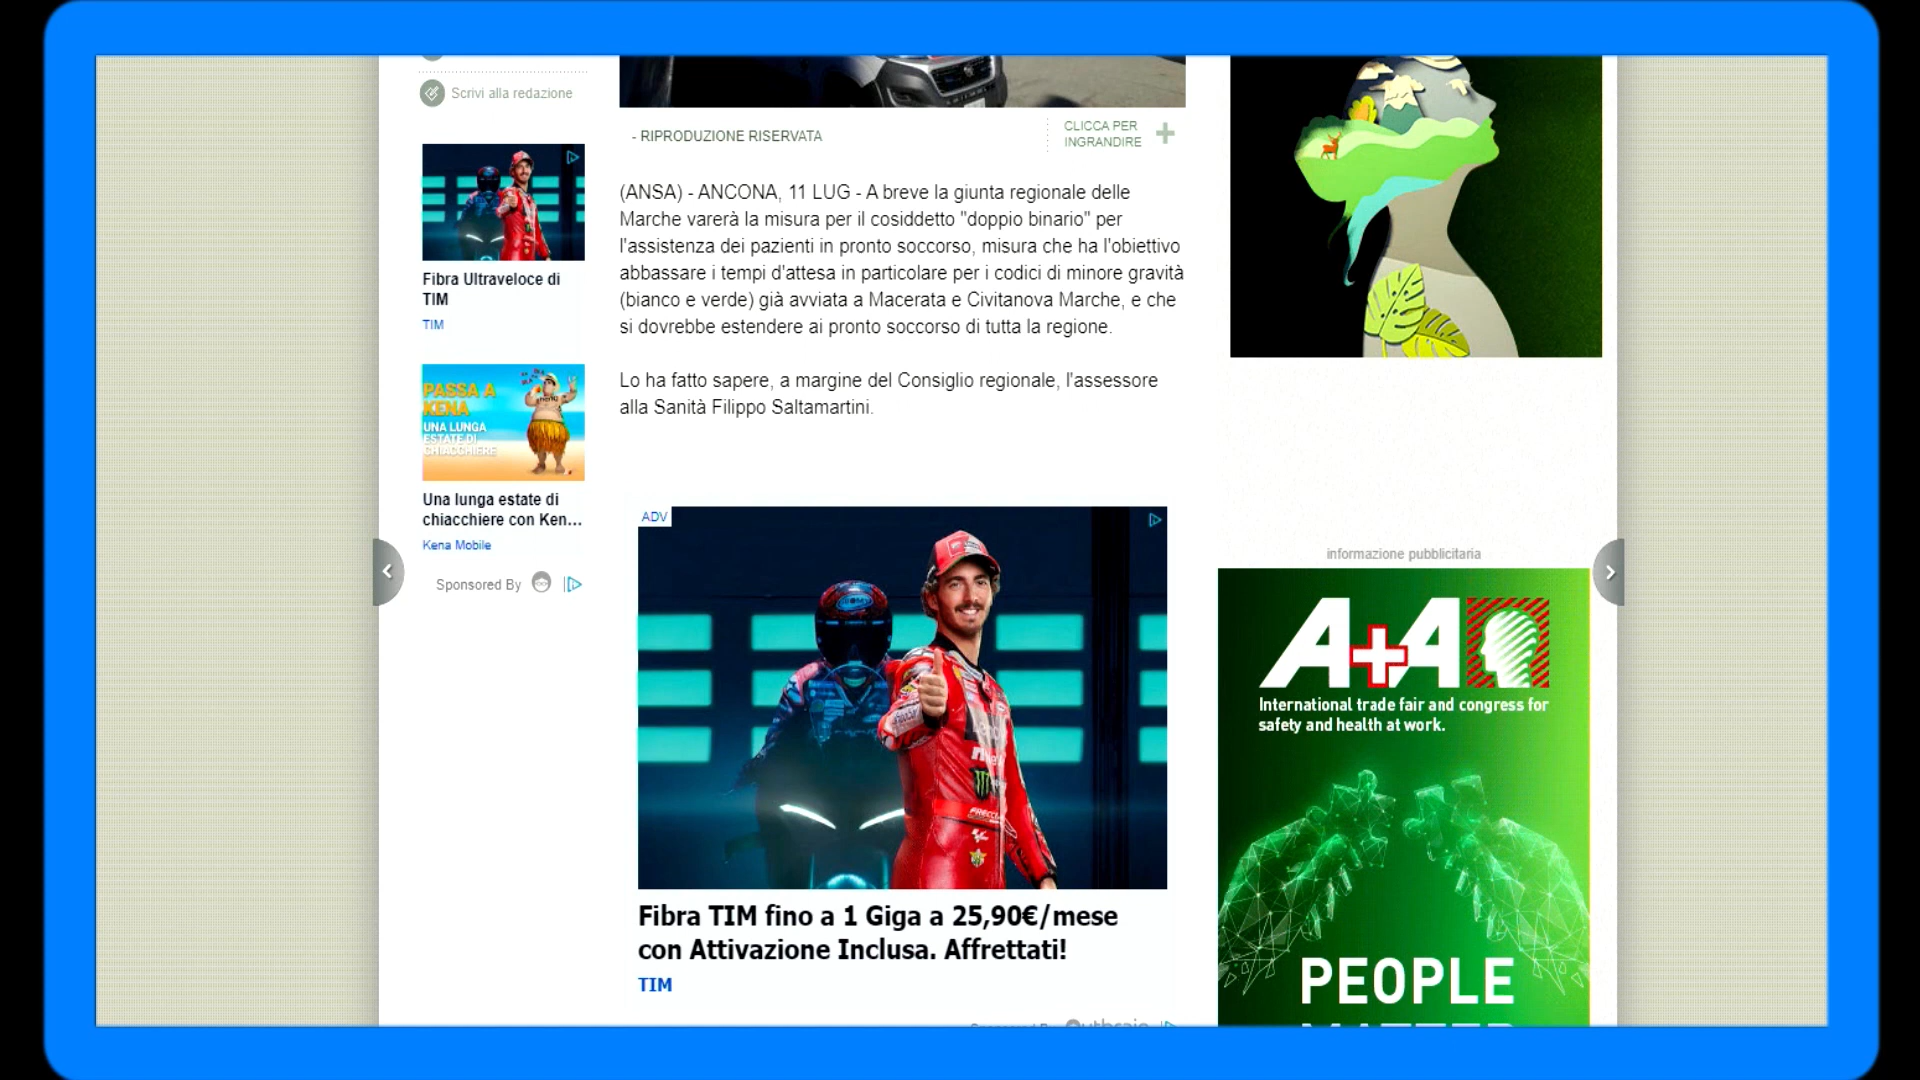 Scrivi alla redazione
Fibra Ultraveloce di
TIM
TIM
PASSA A
KENA
UNA LUNGA
ESTATE DI
CHIACCHIERE
Una lunga estate di
chiacchiere con Ken...
Kena Mobile
Sponsored By
- RIPRODUZIONE RISERVATA
CLICCA PER
INGRANDIRE
(ANSA) - ANCONA, 11 LUG - A breve la giunta regionale delle
Marche varerà la misura per il cosiddetto "doppio binario" per
l'assistenza dei pazienti in pronto soccorso, misura che ha l'obiettivo
abbassare i tempi d'attesa in particolare per i codici di minore gravità
(bianco e verde) già avviata a Macerata e Civitanova Marche, e che
si dovrebbe estendere ai pronto soccorso di tutta la regione.
Lo ha fatto sapere, a margine del Consiglio regionale, l'assessore
alla Sanità Filippo Saltamartini.
ADV
Fibra TIM fino a 1 Giga a 25,90€/mese
con Attivazione Inclusa. Affrettati!
TIM
informazione pubblicitaria
A+A
International trade fair and congress for
safety and health at work.
PEOPLE